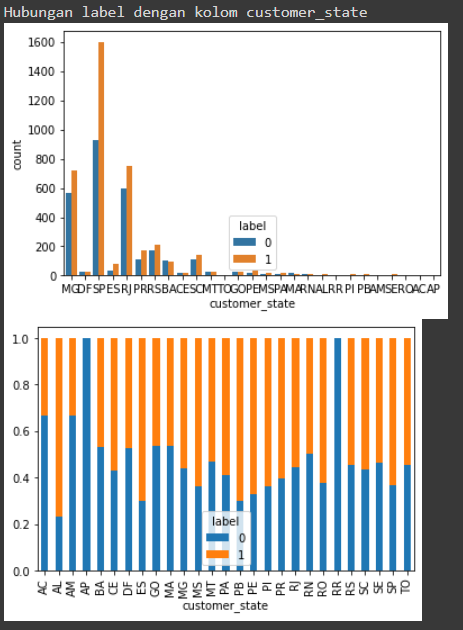 Hubungan label dengan kolom customer_state
1600
1400
1200
1000
800
600
400
200
0
count
label
0
1
MG DF SP ES RJ PR RS BA CE SC MT TO GO PE MS PA MA RN AL RR PI PB AM SE RO AC AP
customer_state
1.0
0.8
0.6
0.4
0.2
0.0
label
0
1
AC AL AM AP BA CE DF ES GO MA MG MS MT PA PB PE PI PR RJ RN RO RR RS SC SE SP TO
customer_state